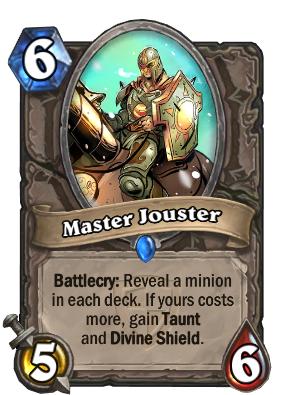 6
Master Jouster
Battlecry: Reveal a minion
in each deck. If yours costs
more, gain Taunt
and Divine Shield.
5
6